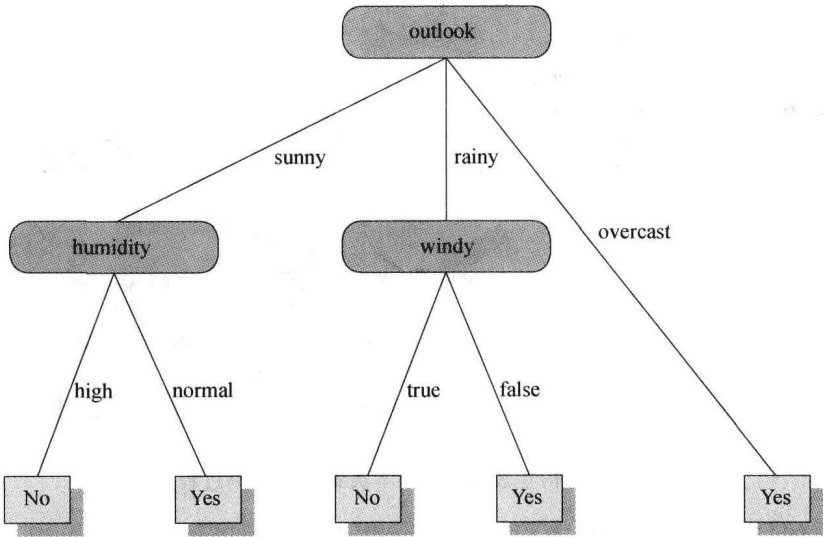 outlook
sunny
rainy
overcast
humidity
windy
high
normal
true
false
No
Yes
No
Yes
Yes